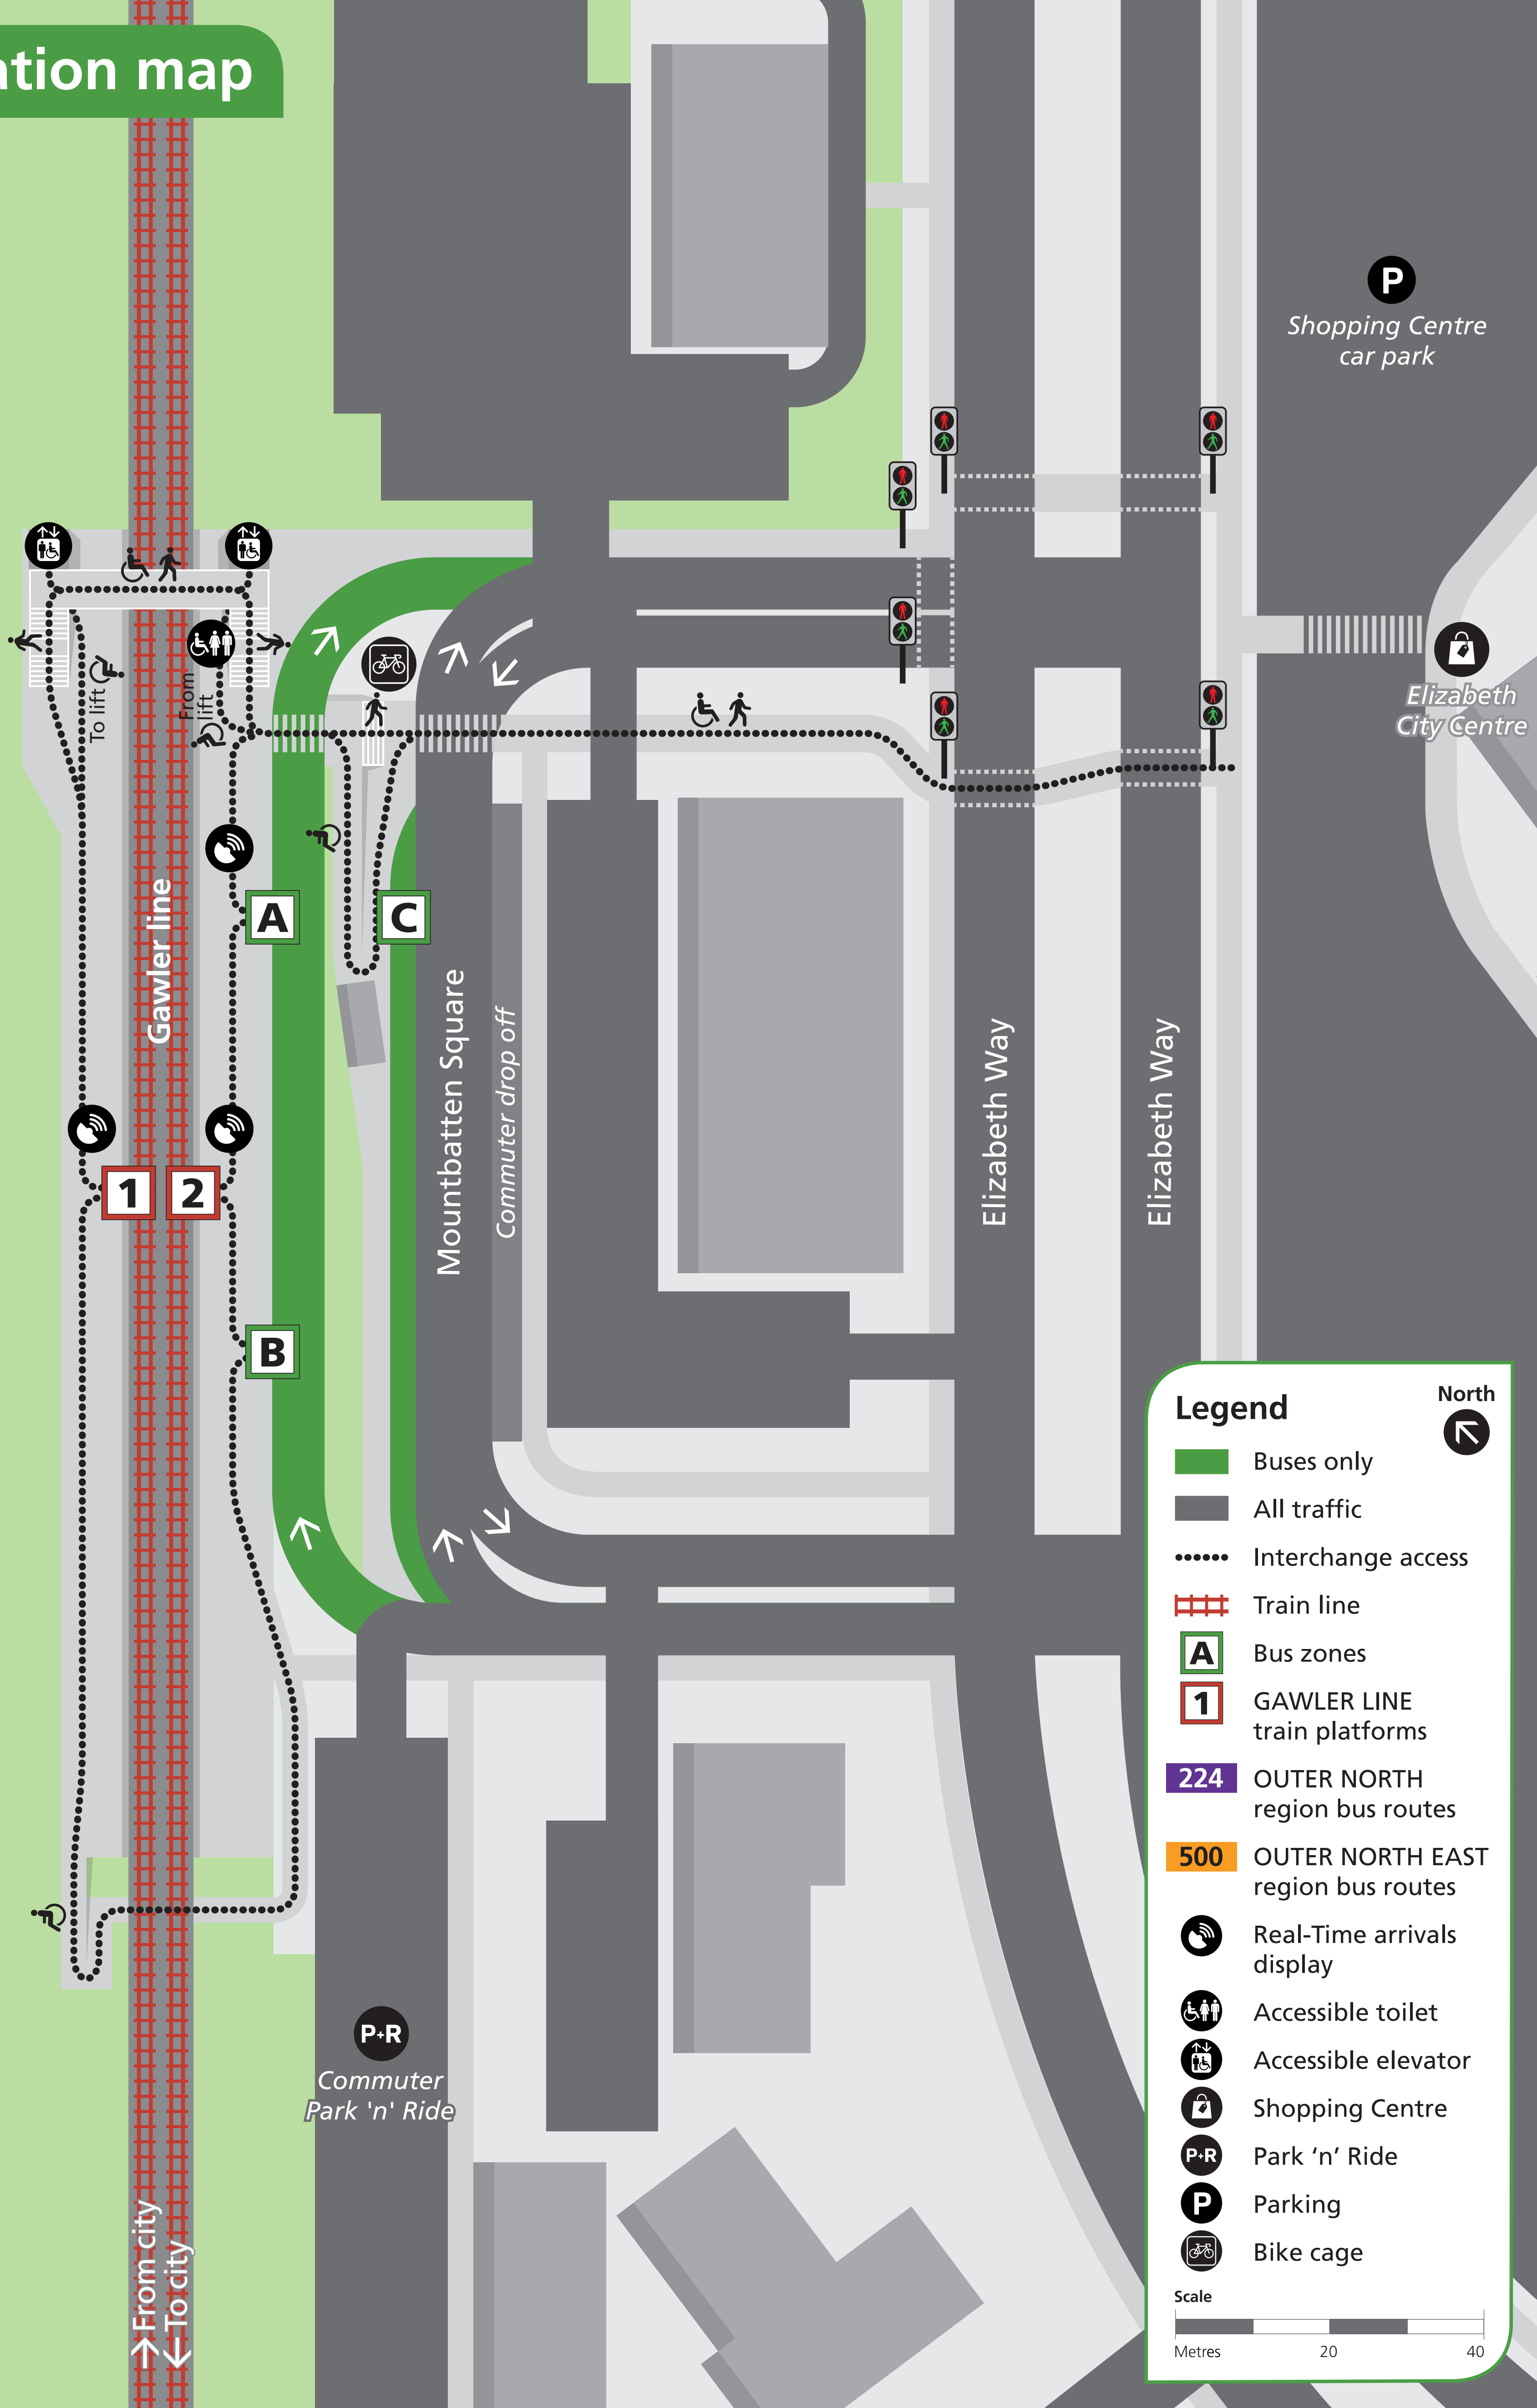 ation map
P
Shopping Centre
car park
To lift
From
lift
Elizabeth
City Centre
Gawler line
A
C
Mountbatten Square
Commuter drop off
Elizabeth Way
Elizabeth Way
1
2
B
P+R
Commuter
Park 'n' Ride
From city
To city
Legend
North
Buses only
All traffic
Interchange access
Train line
A
Bus zones
1
GAWLER LINE
train platforms
224
OUTER NORTH
region bus routes
500
OUTER NORTH EAST
region bus routes
Real-Time arrivals
display
Accessible toilet
Accessible elevator
Shopping Centre
P+R
Park ‘n’ Ride
P
Parking
Bike cage
Scale
Metres 20 40